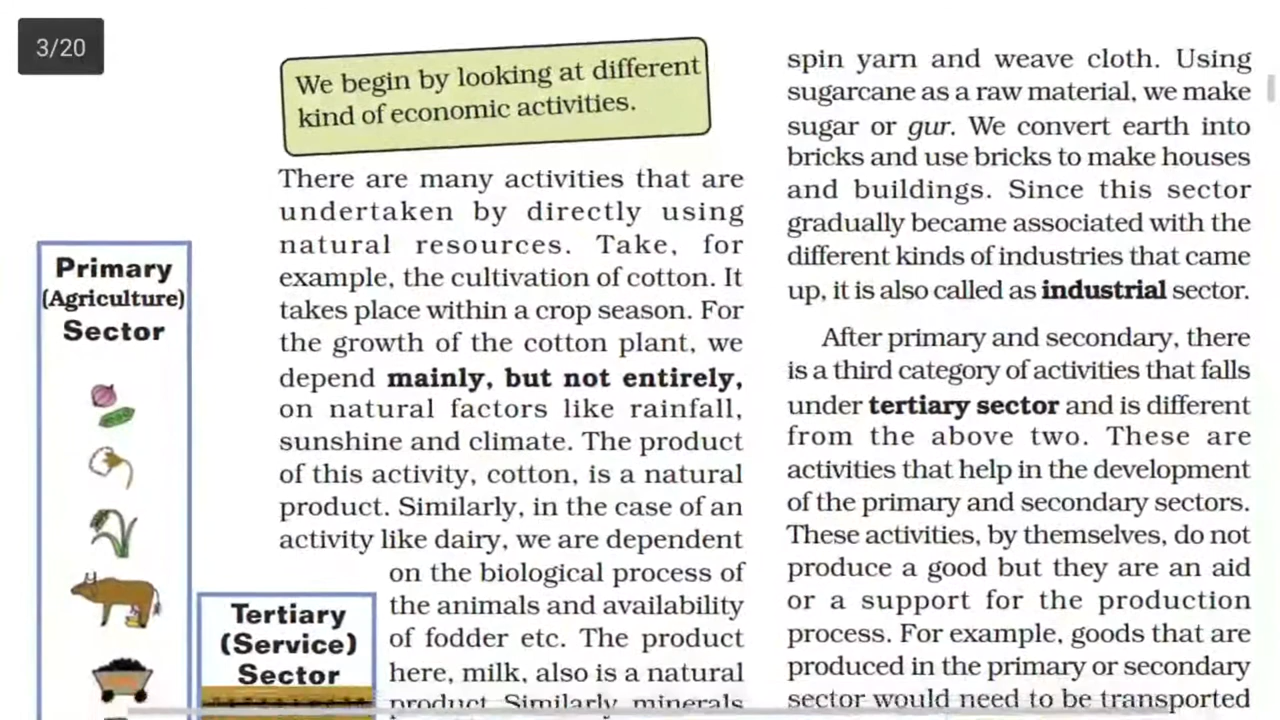 3/20
We begin by looking at different
kind of economic activities.
There are many activities that are
undertaken by directly using
natural resources. Take, for
example, the cultivation of cotton. It
takes place within a crop season. For
the growth of the cotton plant, we
depend mainly, but not entirely,
on natural factors like rainfall,
sunshine and climate. The product
of this activity, cotton, is a natural
product. Similarly, in the case of an
activity like dairy, we are dependent
on the biological process of
the animals and availability
of fodder etc. The product
here, milk, also is a natural
product. Similarly, minerals
Primary
(Agriculture)
Sector
Tertiary
(Service)
Sector
spin yarn and weave cloth. Using
sugarcane as a raw material, we make
sugar or gur. We convert earth into
bricks and use bricks to make houses
and buildings. Since this sector
gradually became associated with the
different kinds of industries that came
up, it is also called as industrial sector.
After primary and secondary, there
is a third category of activities that falls
under tertiary sector and is different
from the above two. These are
activities that help in the development
of the primary and secondary sectors.
These activities, by themselves, do not
produce a good but they are an aid
or a support for the production
process. For example, goods that are
produced in the primary or secondary
sector would need to be transported